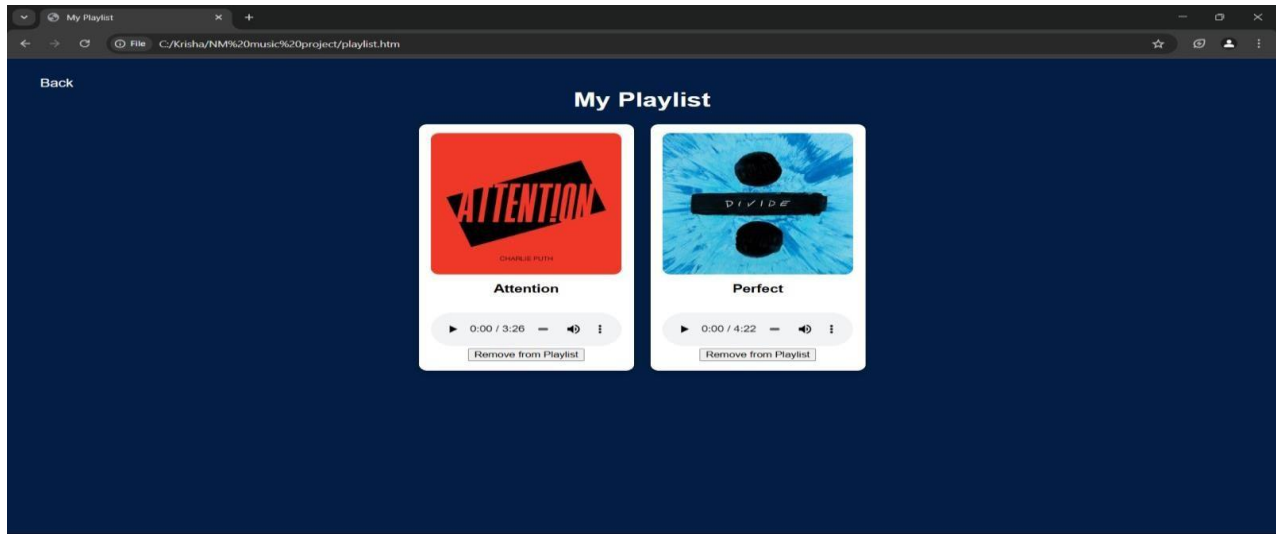 My Playlist
File C:/Krisha/NM%20music%20project/playlist.htm
Back
My Playlist
ATTENTION
CHARLIE PUTH
DIVIDE
Attention
Perfect
0:00 / 3:26
0:00 / 4:22
Remove from Playlist
Remove from Playlist